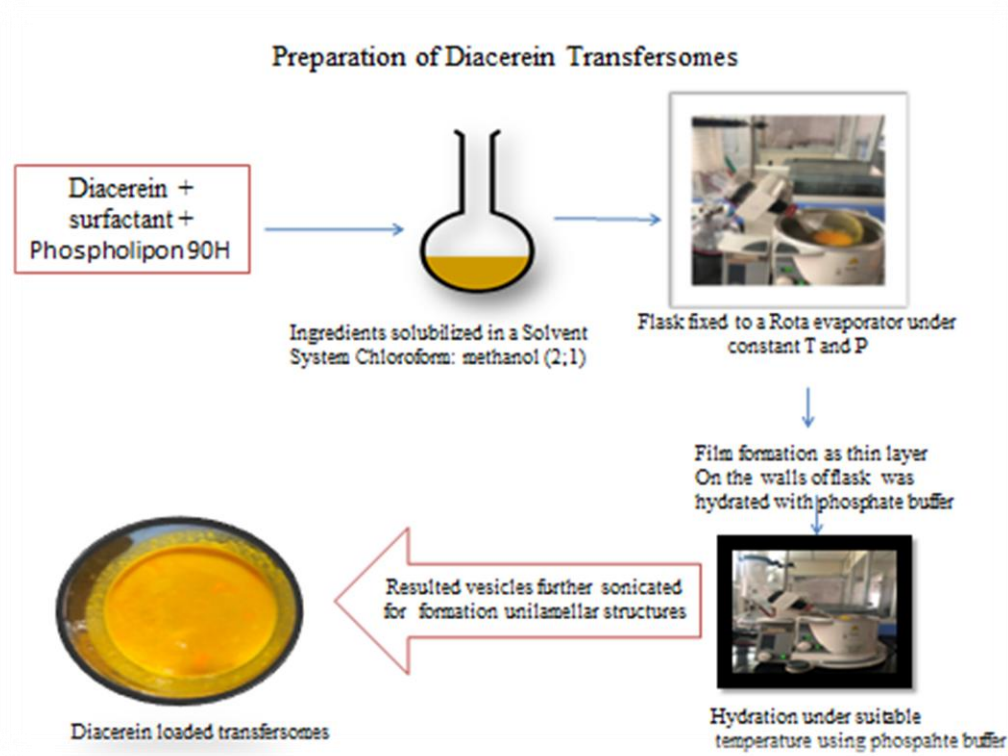 Preparation of Diacerein Transfersomes
Diacerein +
surfactant +
Phospholipon 90H
Ingredients solubilized in a Solvent
System Chloroform: methanol (2;1)
Flask fixed to a Rota evaporator under
constant T and P
Film formation as thin layer
On the walls of flask was
hydrated with phosphate buffer
Resulted vesicles further sonicated
for formation unilamellar structures
Hydration under suitable
temperature using phospahte buffer
Diacerein loaded transfersomes